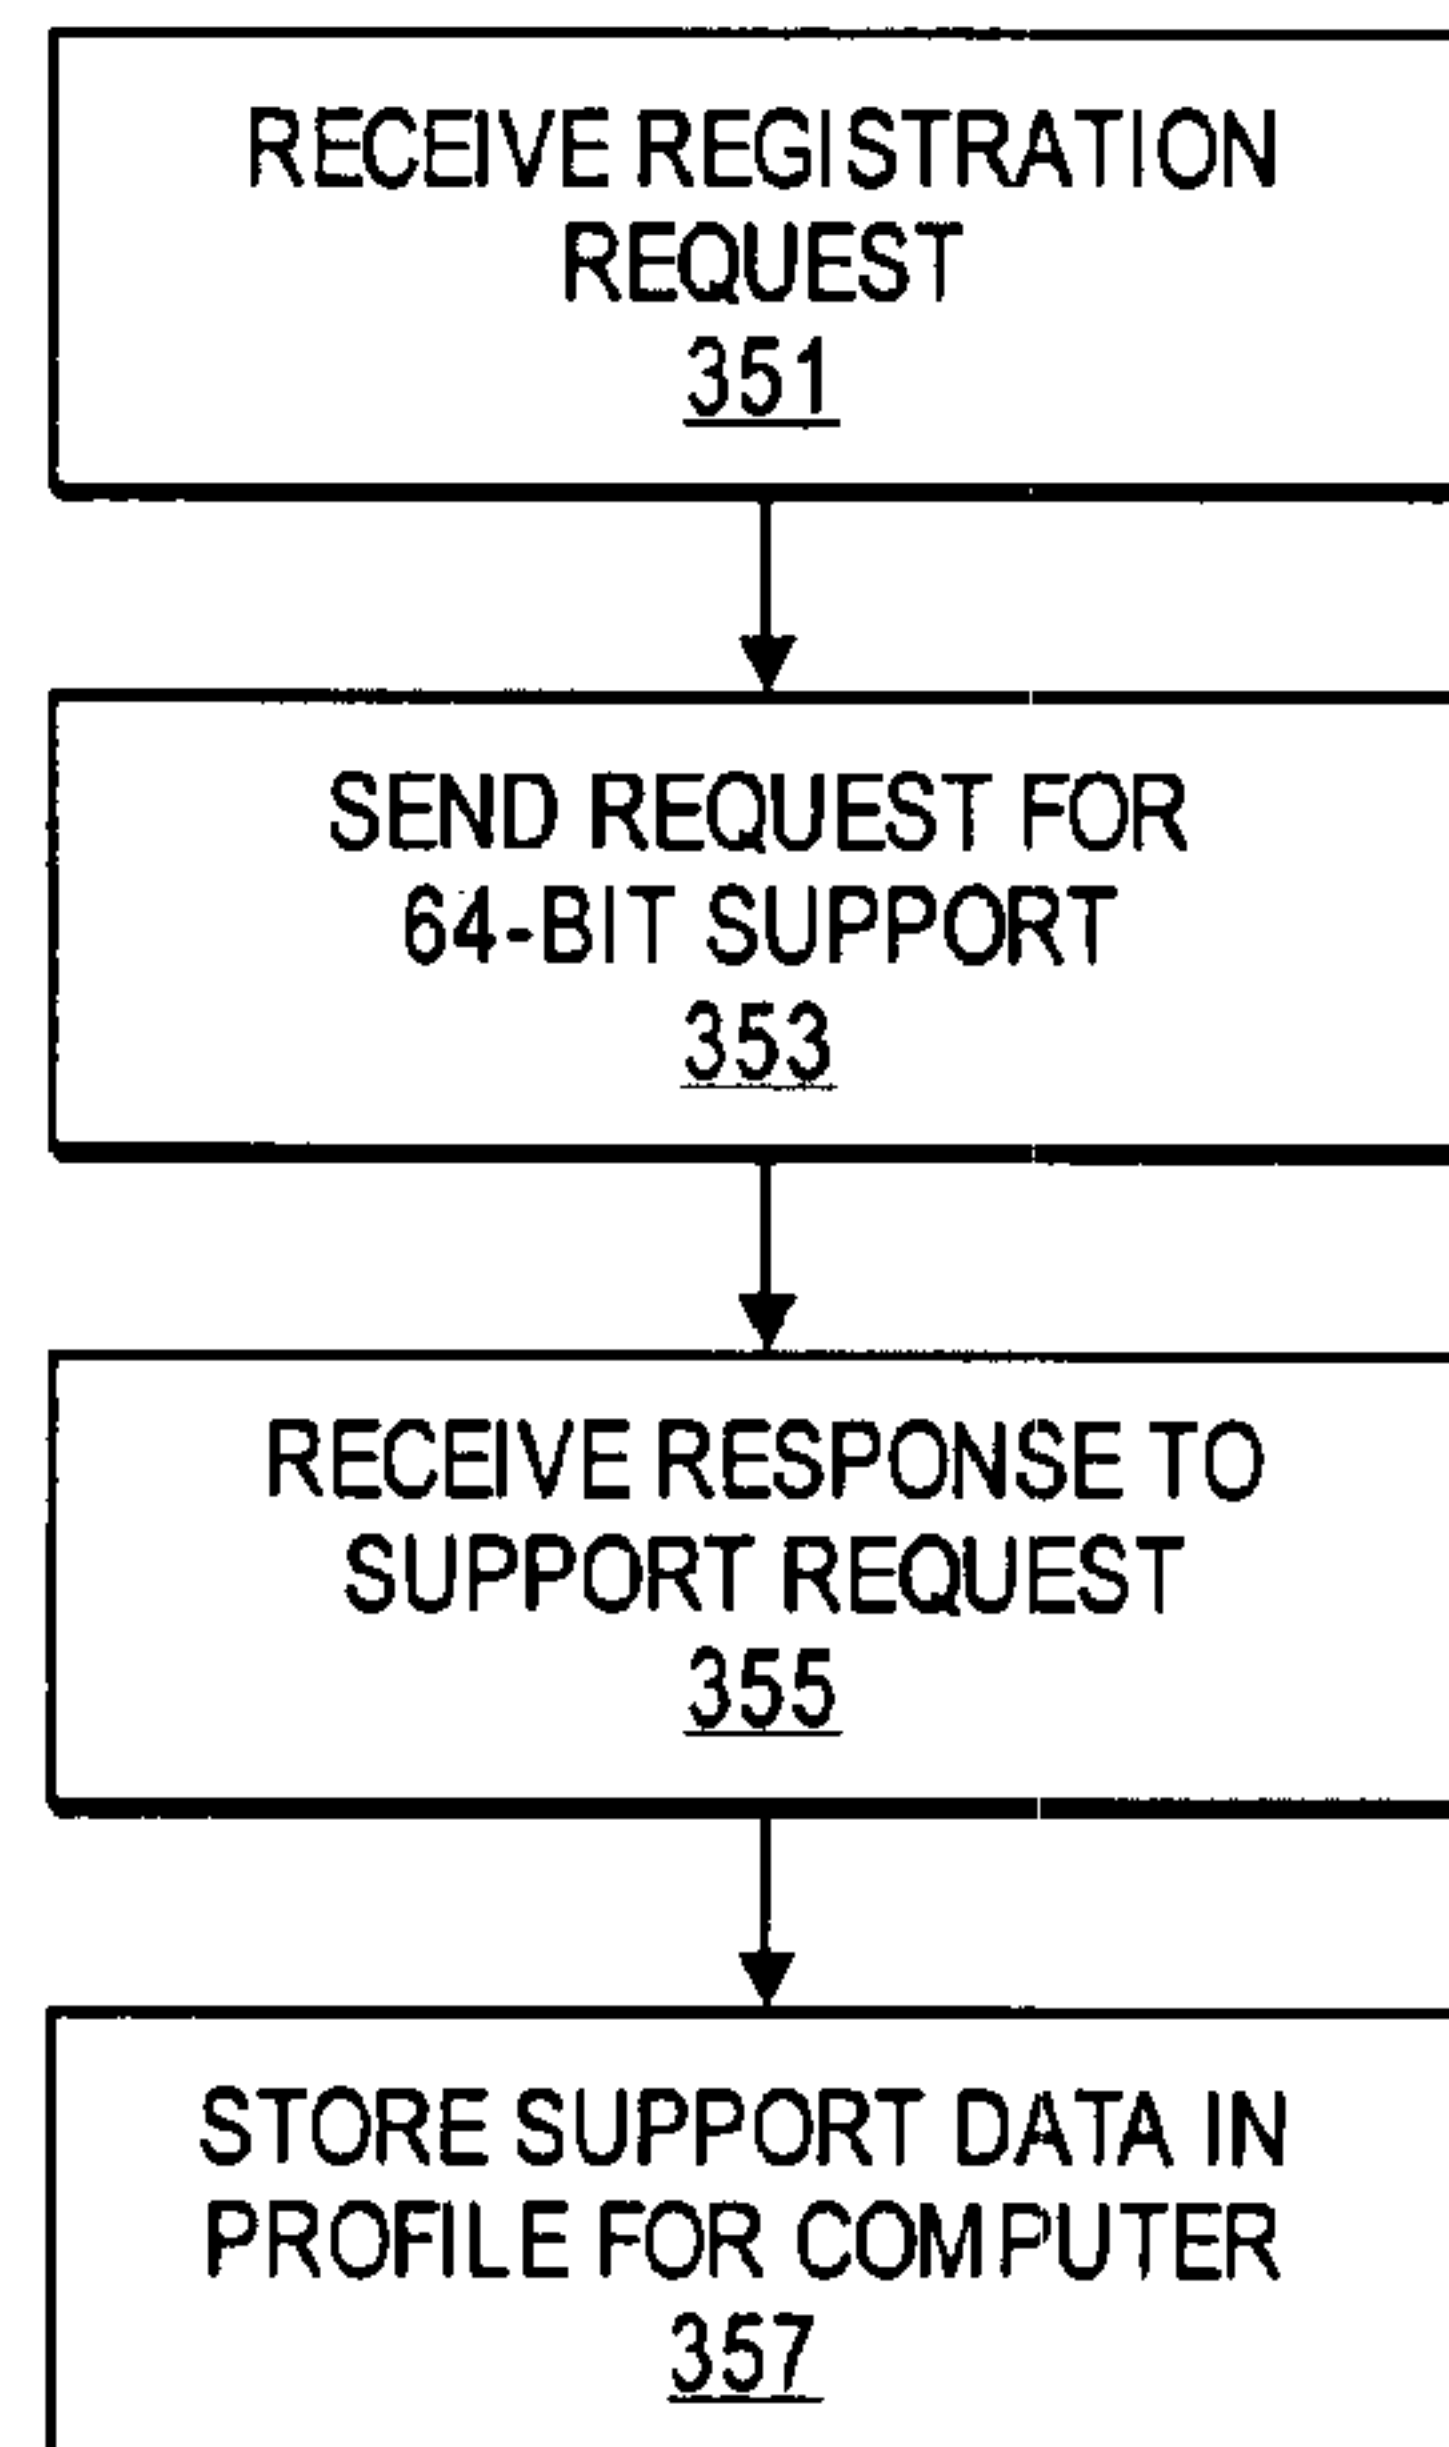 RECEIVE REGISTRATION
REQUEST
351
SEND REQUEST FOR
64-BIT SUPPORT
353
RECEIVE RESPONSE TO
SUPPORT REQUEST
355
STORE SUPPORT DATA IN
PROFILE FOR COMPUTER
357